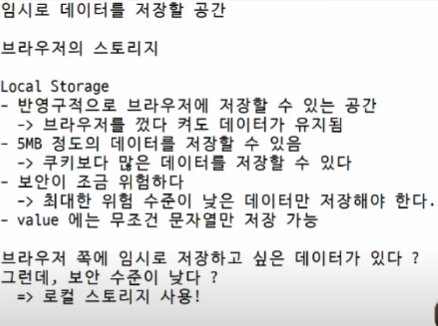 임시로 데이터를 저장할 공간
브라우저의 스토리지
Local Storage
- 반영구적으로 브라우저에 저장할 수 있는 공간
-> 브라우저를 껐다 켜도 데이터가 유지됨
- 5MB 정도의 데이터를 저장할 수 있음
-> 쿠키보다 많은 데이터를 저장할 수 있다
- 보안이 조금 위험하다
-> 최대한 위험 수준이 낮은 데이터만 저장해야 한다.
- value 에는 무조건 문자열만 저장 가능
브라우저 쪽에 임시로 저장하고 싶은 데이터가 있다 ?
그런데, 보안 수준이 낮다 ?
=> 로컬 스토리지 사용!